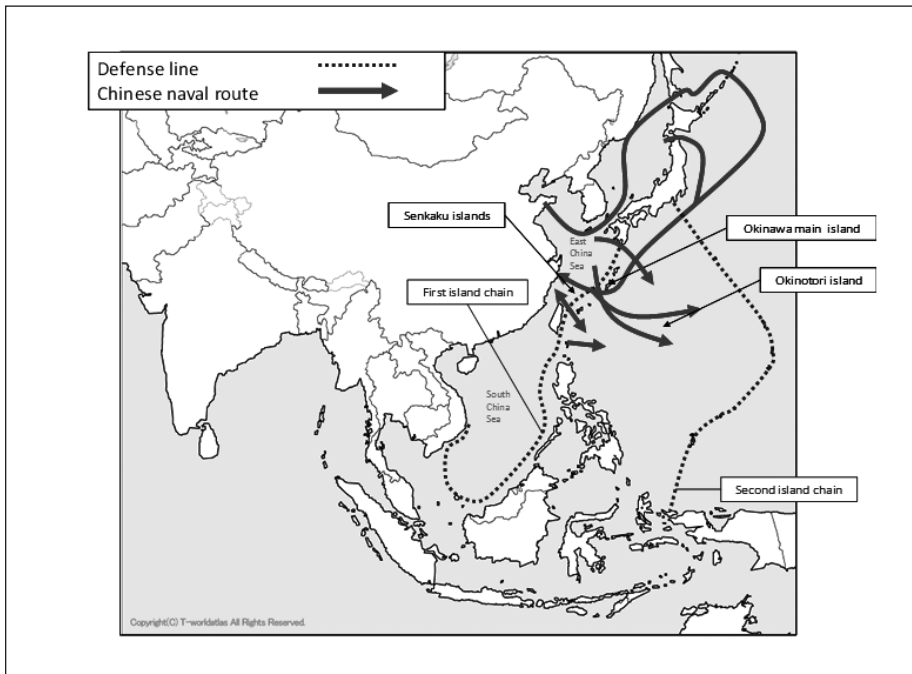 Defense line
Chinese naval route
Senkaku islands
Okinawa main island
East
China
Sea
Okinotori island
First island chain
South
China
Sea
Second island chain
Copyright(C) T-worldatlas All Rights Reserved.